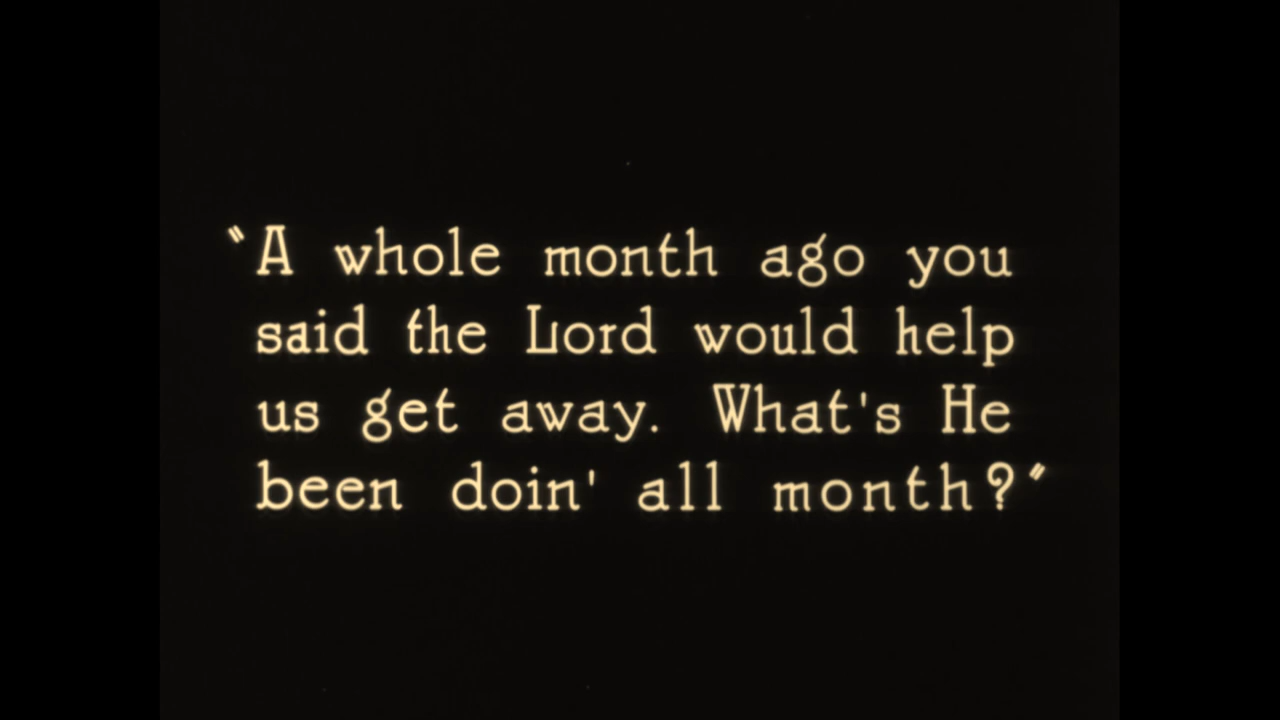 "A whole month ago you
said the Lord would help
us get away. What's He
been doin' all month?"